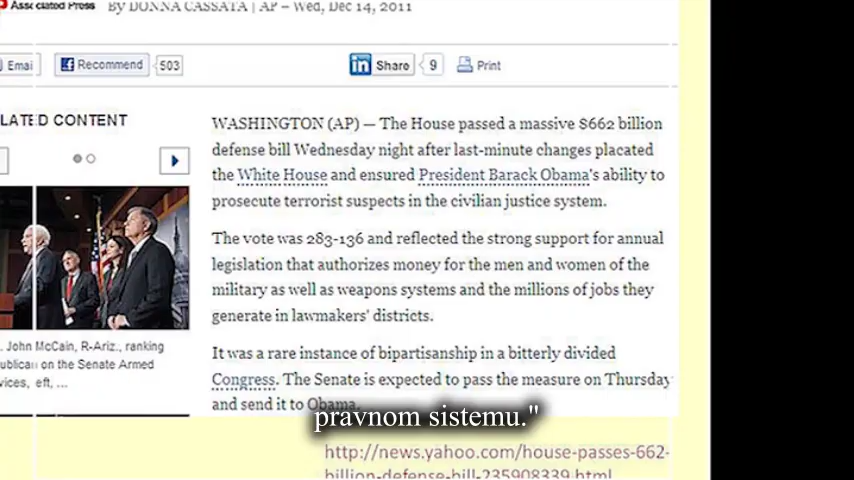 Associated Press By DONNA CASSATA | AP – Wed, Dec 14, 2011
Emai Recommend 503 Share 9 Print
LATED CONTENT
WASHINGTON (AP) — The House passed a massive $662 billion
defense bill Wednesday night after last-minute changes placated
the White House and ensured President Barack Obama's ability to
prosecute terrorist suspects in the civilian justice system.
The vote was 283-136 and reflected the strong support for annual
legislation that authorizes money for the men and women of the
military as well as weapons systems and the millions of jobs they
generate in lawmakers' districts.
. John McCain, R-Ariz., ranking
publican on the Senate Armed
vices, eft, ...
It was a rare instance of bipartisanship in a bitterly divided
Congress. The Senate is expected to pass the measure on Thursday
and send it to Obama.
pravnom sistemu."
http://news.yahoo.com/house-passes-662-
billion-defense-bill-235908339.html